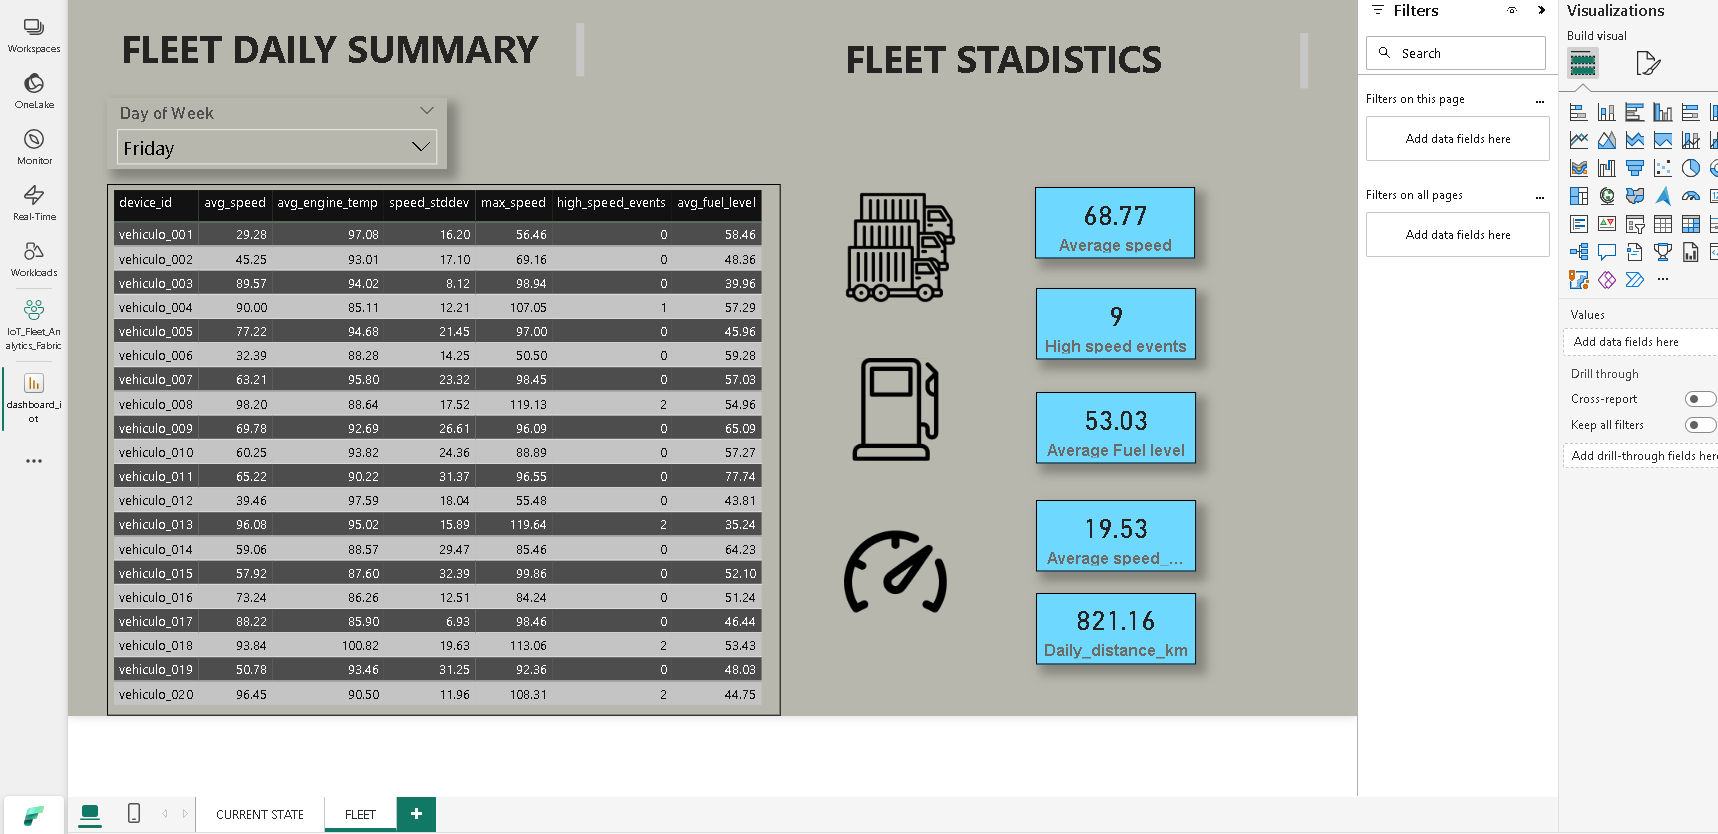 Workspaces
OneLake
Monitor
Real-Time
Workloads
IoT_Fleet_An
alytics_Fabric
dashboard_i
ot
FLEET DAILY SUMMARY
Day of Week
Friday
device_id avg_speed avg_engine_temp speed_stddev max_speed high_speed_events avg_fuel_level
vehiculo_001 29.28 97.08 16.20 56.46 0 58.46
vehiculo_002 45.25 93.01 17.10 69.16 0 48.36
vehiculo_003 89.57 94.02 8.12 98.94 0 39.96
vehiculo_004 90.00 85.11 12.21 107.05 1 57.29
vehiculo_005 77.22 94.68 21.45 97.00 0 45.96
vehiculo_006 32.39 88.28 14.25 50.50 0 59.28
vehiculo_007 63.21 95.80 23.32 98.45 0 57.03
vehiculo_008 98.20 88.64 17.52 119.13 2 54.96
vehiculo_009 69.78 92.69 26.61 96.09 0 65.09
vehiculo_010 60.25 93.82 24.36 88.89 0 57.27
vehiculo_011 65.22 90.22 31.37 96.55 0 77.74
vehiculo_012 39.46 97.59 18.04 55.48 0 43.81
vehiculo_013 96.08 95.02 15.89 119.64 2 35.24
vehiculo_014 59.06 88.57 29.47 85.46 0 64.23
vehiculo_015 57.92 87.60 32.39 99.86 0 52.10
vehiculo_016 73.24 86.26 12.51 84.24 0 51.24
vehiculo_017 88.22 85.90 6.93 98.46 0 46.44
vehiculo_018 93.84 100.82 19.63 113.06 2 53.43
vehiculo_019 50.78 93.46 31.25 92.36 0 48.03
vehiculo_020 96.45 90.50 11.96 108.31 2 44.75
FLEET STADISTICS
68.77
Average speed
9
High speed events
53.03
Average Fuel level
19.53
Average speed_...
821.16
Daily_distance_km
CURRENT STATE
FLEET
+
Filters
Search
Filters on this page ...
Add data fields here
Filters on all pages ...
Add data fields here
Visualizations
Build visual
...
Values
Add data fields here
Drill through
Cross-report
Keep all filters
Add drill-through fields here